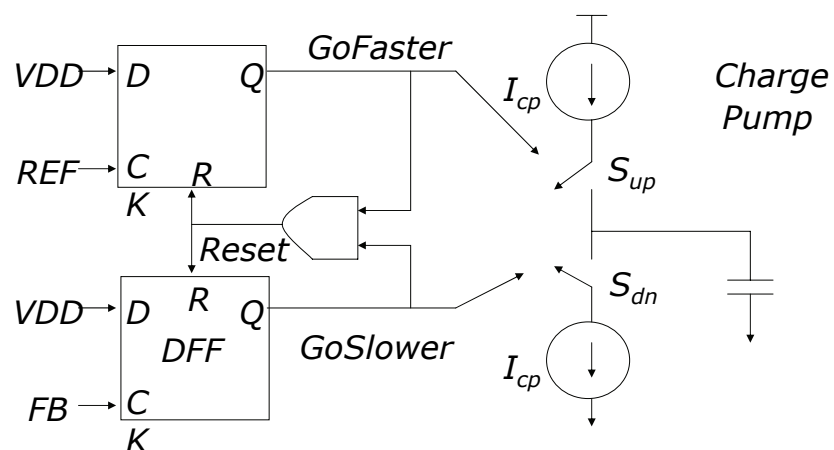 GoFaster
VDD
D
Q
I_cp
Charge
Pump
REF
C
K
R
S_up
Reset
VDD
D
R
Q
S_dn
DFF
GoSlower
I_cp
FB
C
K